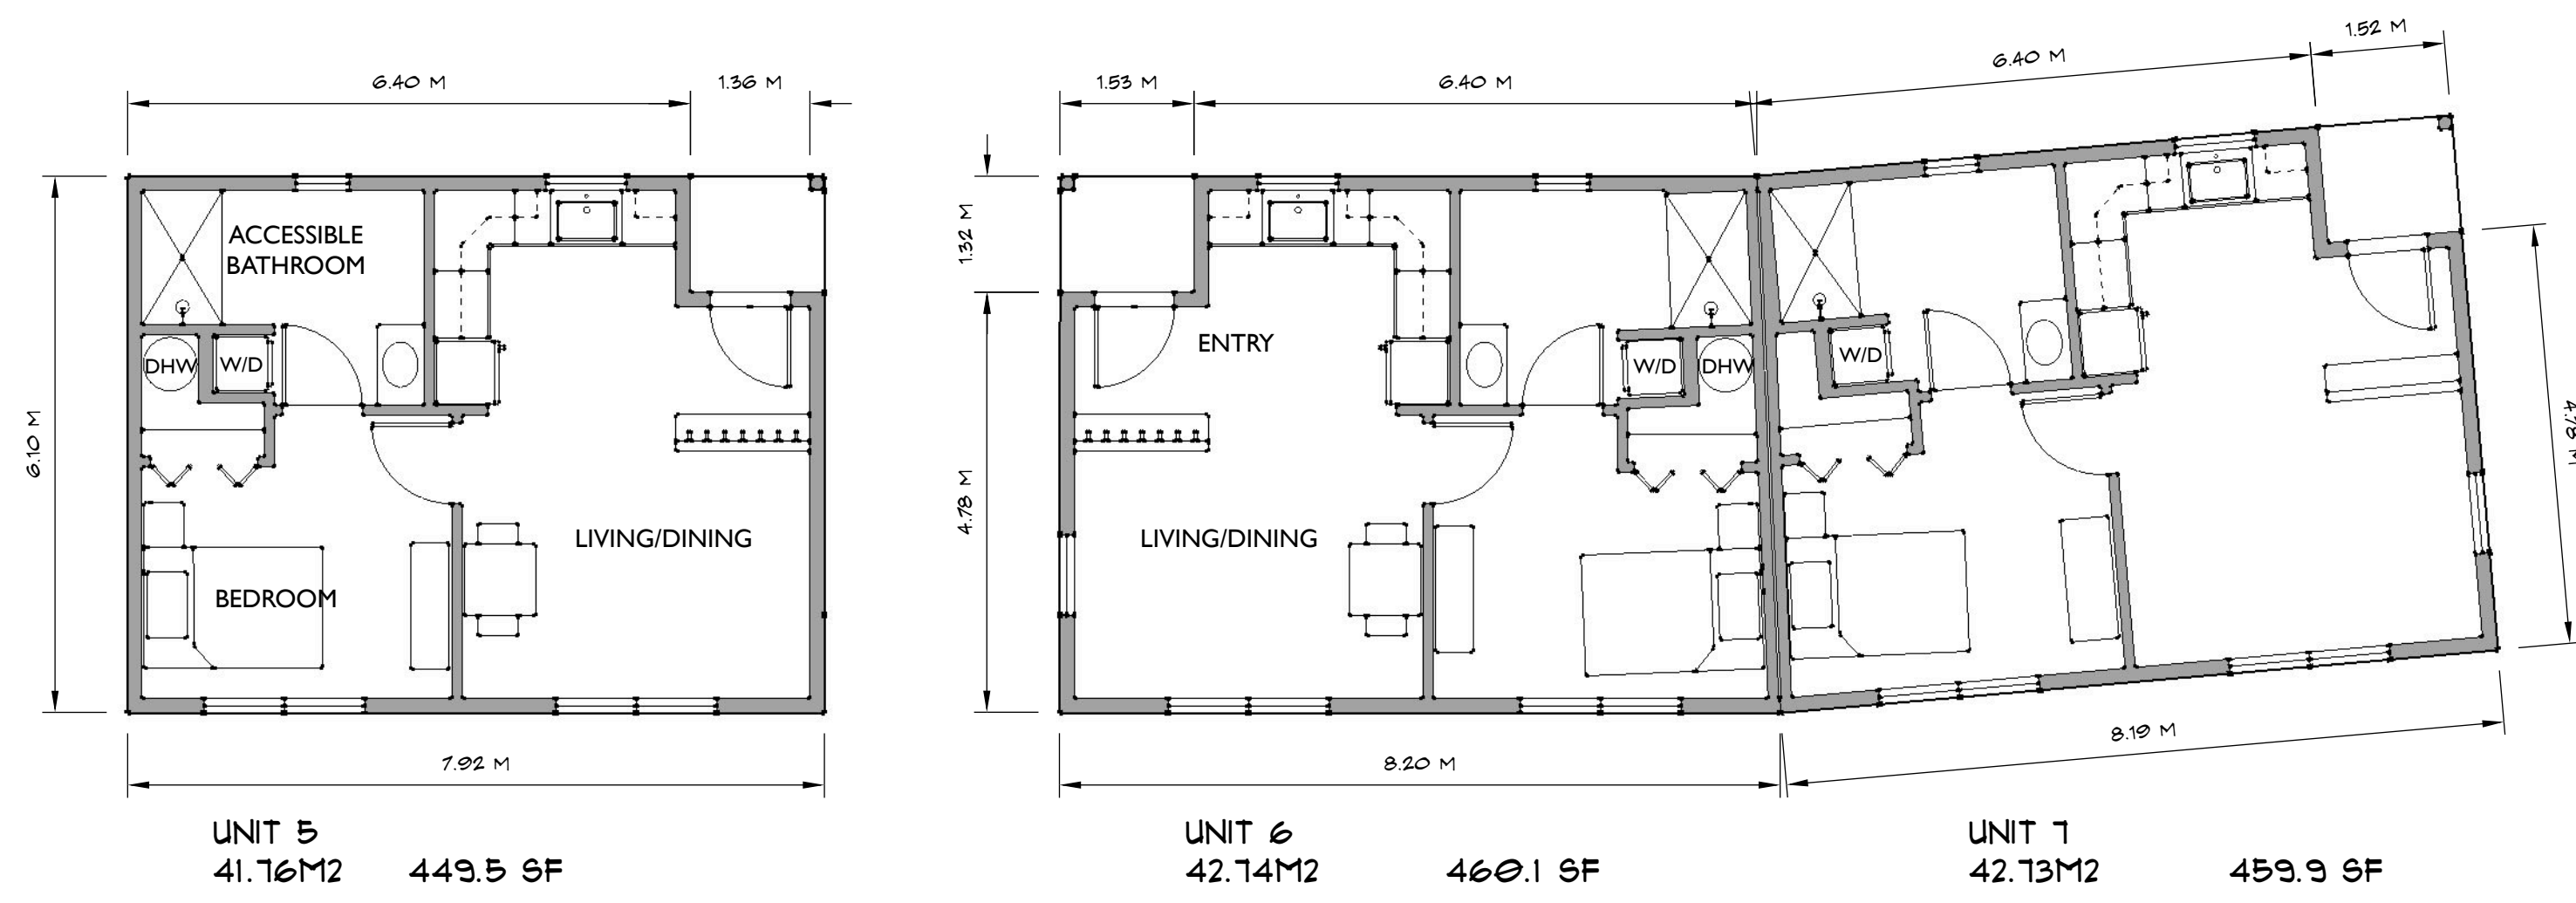 6.40 M
1.36 M
6.10 M
ACCESSIBLE
BATHROOM
DHW
W/D
LIVING/DINING
BEDROOM
7.92 M
UNIT 5
41.76M2 449.5 SF
1.53 M
6.40 M
1.32 M
4.78 M
ENTRY
W/D
DHW
LIVING/DINING
8.20 M
UNIT 6
42.74M2 460.1 SF
6.40 M
1.52 M
W/D
4.78 M
8.19 M
UNIT 7
42.73M2 459.9 SF